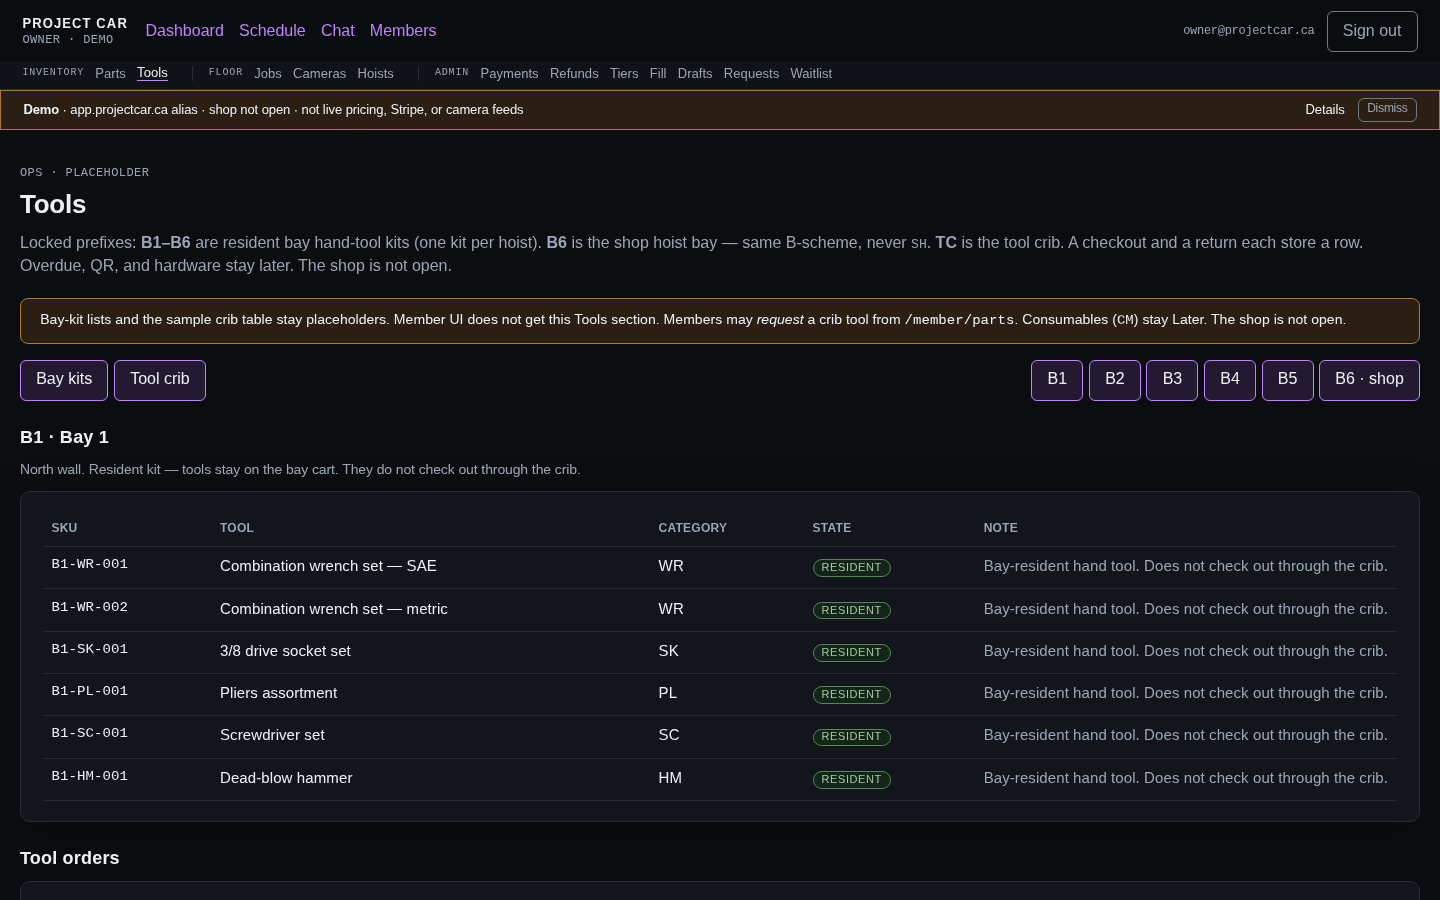 PROJECT CAR
OWNER · DEMO
Dashboard Schedule Chat Members
owner@projectcar.ca Sign out
INVENTORY Parts Tools FLOOR Jobs Cameras Hoists ADMIN Payments Refunds Tiers Fill Drafts Requests Waitlist
Demo · app.projectcar.ca alias · shop not open · not live pricing, Stripe, or camera feeds Details Dismiss
OPS · PLACEHOLDER
Tools
Locked prefixes: B1–B6 are resident bay hand-tool kits (one kit per hoist). B6 is the shop hoist bay — same B-scheme, never SH. TC is the tool crib. A checkout and a return each store a row.
Overdue, QR, and hardware stay later. The shop is not open.
Bay-kit lists and the sample crib table stay placeholders. Member UI does not get this Tools section. Members may request a crib tool from /member/parts. Consumables (CM) stay Later. The shop is not open.
Bay kits Tool crib B1 B2 B3 B4 B5 B6 · shop
B1 · Bay 1
North wall. Resident kit — tools stay on the bay cart. They do not check out through the crib.
SKU TOOL CATEGORY STATE NOTE
B1-WR-001 Combination wrench set — SAE WR RESIDENT Bay-resident hand tool. Does not check out through the crib.
B1-WR-002 Combination wrench set — metric WR RESIDENT Bay-resident hand tool. Does not check out through the crib.
B1-SK-001 3/8 drive socket set SK RESIDENT Bay-resident hand tool. Does not check out through the crib.
B1-PL-001 Pliers assortment PL RESIDENT Bay-resident hand tool. Does not check out through the crib.
B1-SC-001 Screwdriver set SC RESIDENT Bay-resident hand tool. Does not check out through the crib.
B1-HM-001 Dead-blow hammer HM RESIDENT Bay-resident hand tool. Does not check out through the crib.
Tool orders